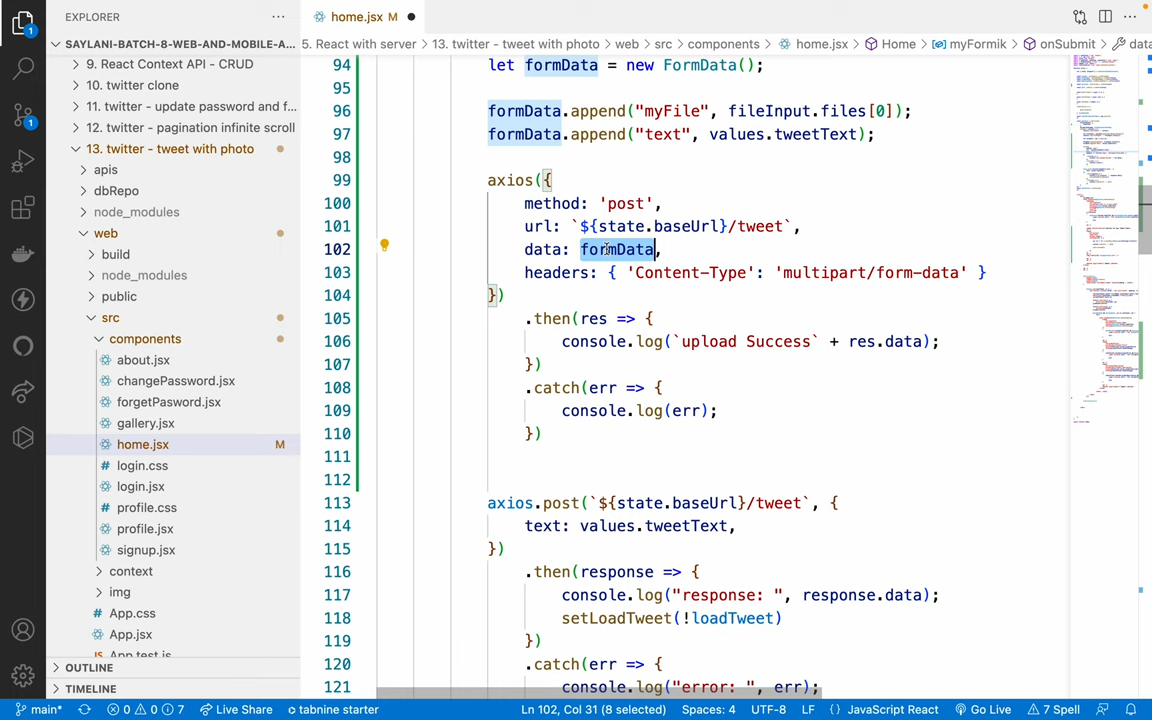 EXPLORER
home.jsx M
SAYLANI-BATCH-8-WEB-AND-MOBILE-A...
5. React with server > 13. twitter - tweet with photo > web > src > components > home.jsx > Home > myFormik > onSubmit > data
9. React Context API - CRUD
10. twitter clone
11. twitter - update password and f...
12. twitter - pagination infinite scroll
13. twitter - tweet with photo
apis
dbRepo
node_modules
web
build
node_modules
public
src
components
about.jsx
changePassword.jsx
forgetPasword.jsx
gallery.jsx
home.jsx M
login.css
login.jsx
profile.css
profile.jsx
signup.jsx
context
img
App.css
App.jsx
App.test.js
OUTLINE
TIMELINE
94 let formData = new FormData();
95
96 formData.append("myFile", fileInput.files[0]);
97 formData.append("text", values.tweetText);
98
99 axios({
100 method: 'post',
101 url: `${state.baseUrl}/tweet`,
102 data: formData,
103 headers: { 'Content-Type': 'multipart/form-data' }
104 })
105 .then(res => {
106 console.log(`upload Success` + res.data);
107 })
108 .catch(err => {
109 console.log(err);
110 })
111
112
113 axios.post(`${state.baseUrl}/tweet`, {
114 text: values.tweetText,
115 })
116 .then(response => {
117 console.log("response: ", response.data);
118 setLoadTweet(!loadTweet)
119 })
120 .catch(err => {
121 console.log("error: ", err);
main* 0 0 7 Live Share tabnine starter Ln 102, Col 31 (8 selected) Spaces: 4 UTF-8 LF {} JavaScript React Go Live 7 Spell